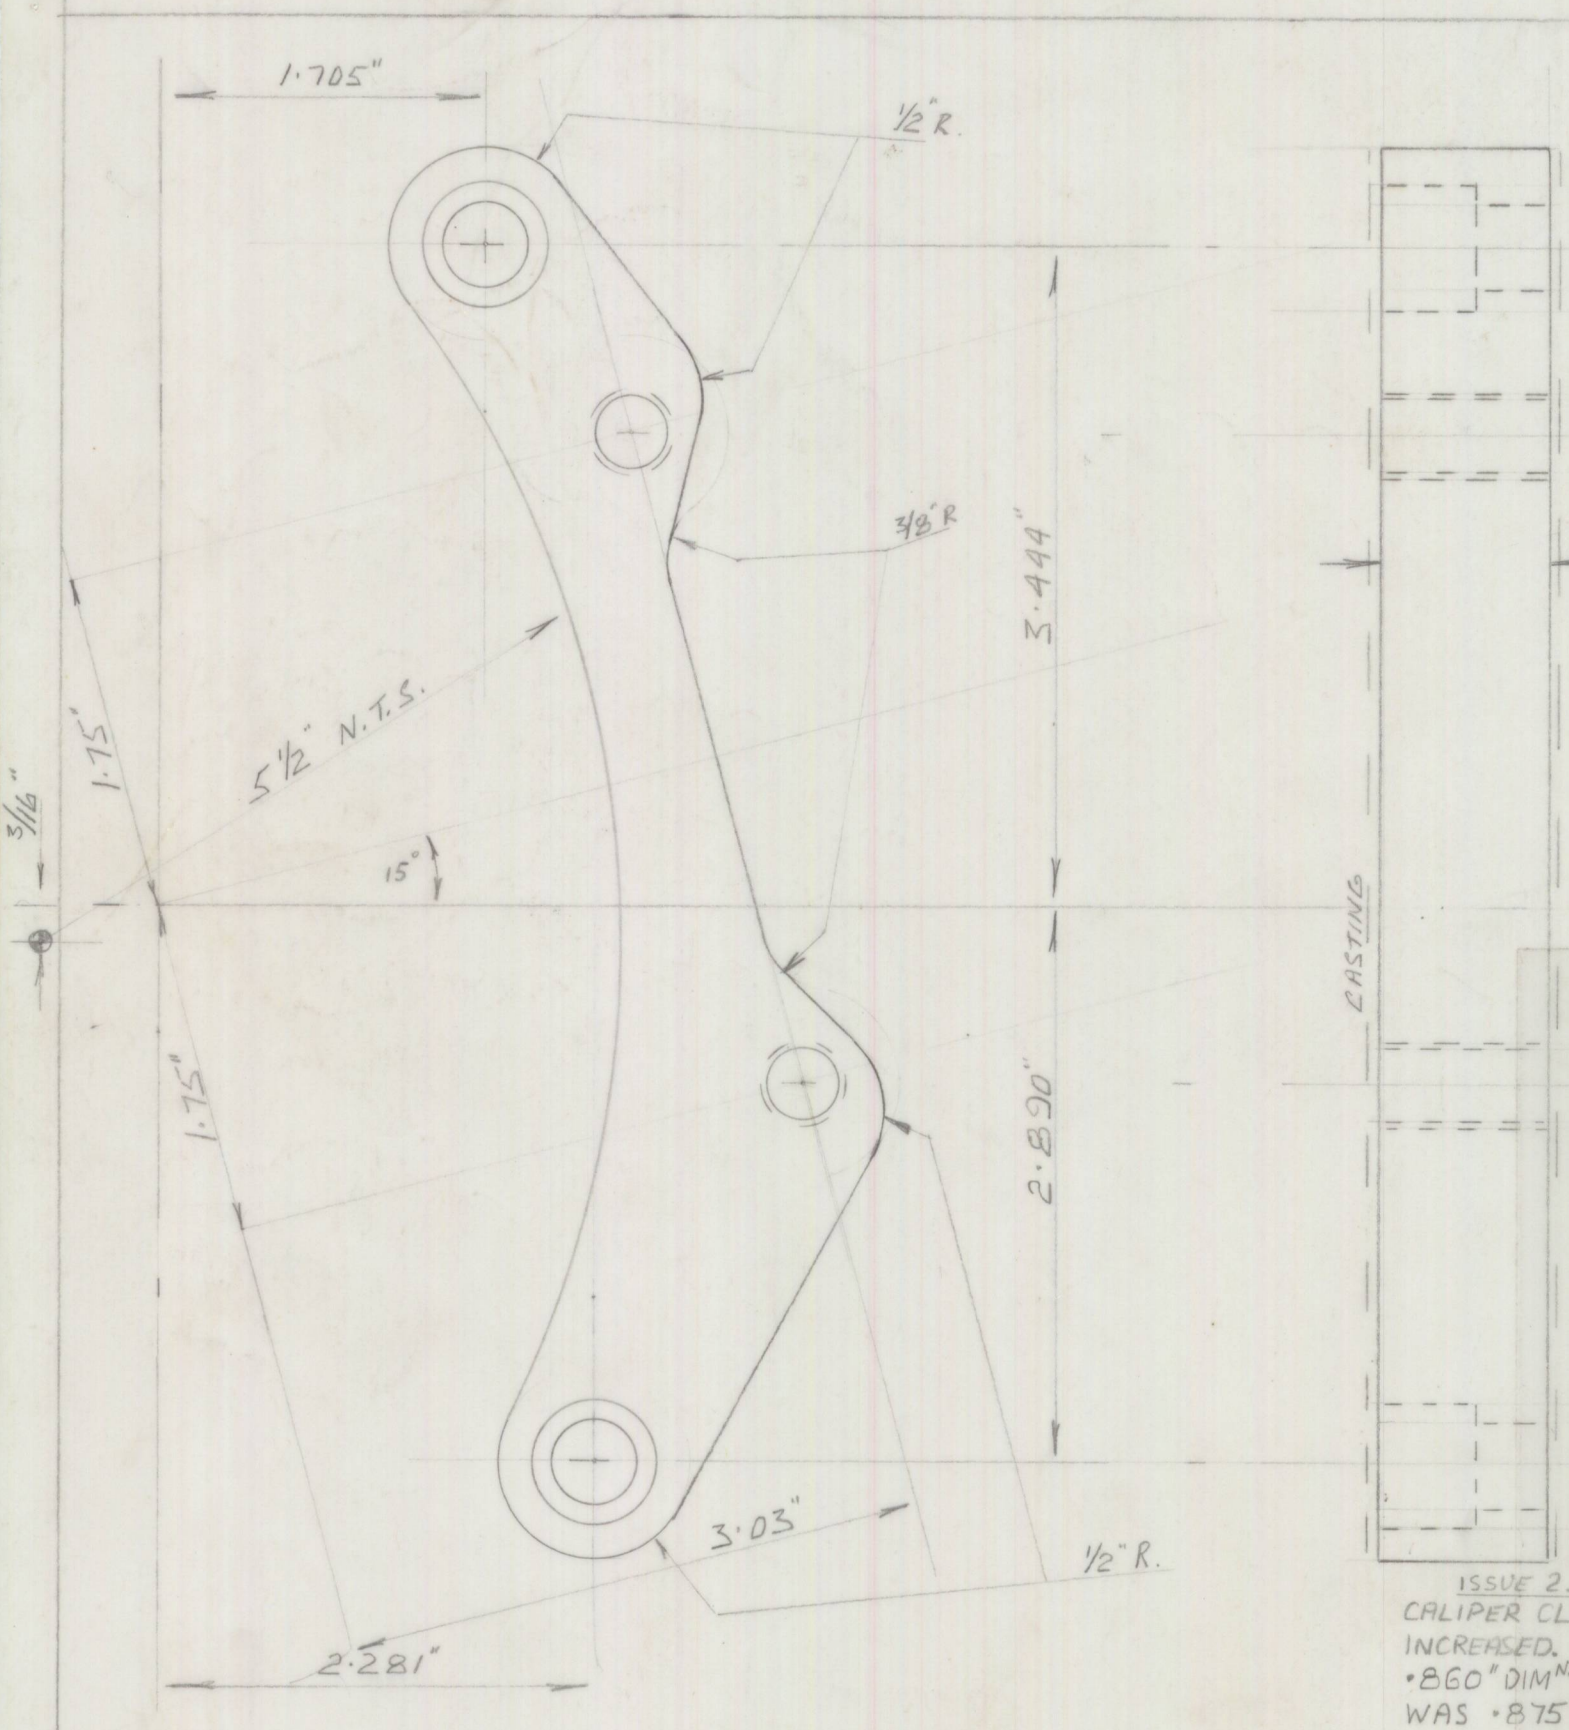 1.705"
1/2" R.
3/8" R
3.444"
1.75"
5 1/2" N.T.S.
3/16"
15°
CASTING
1.75"
2.890"
3.03"
1/2" R.
2.281"
ISSUE 2.
CALIPER CL
INCREASED.
.860" DIMN
WAS .875